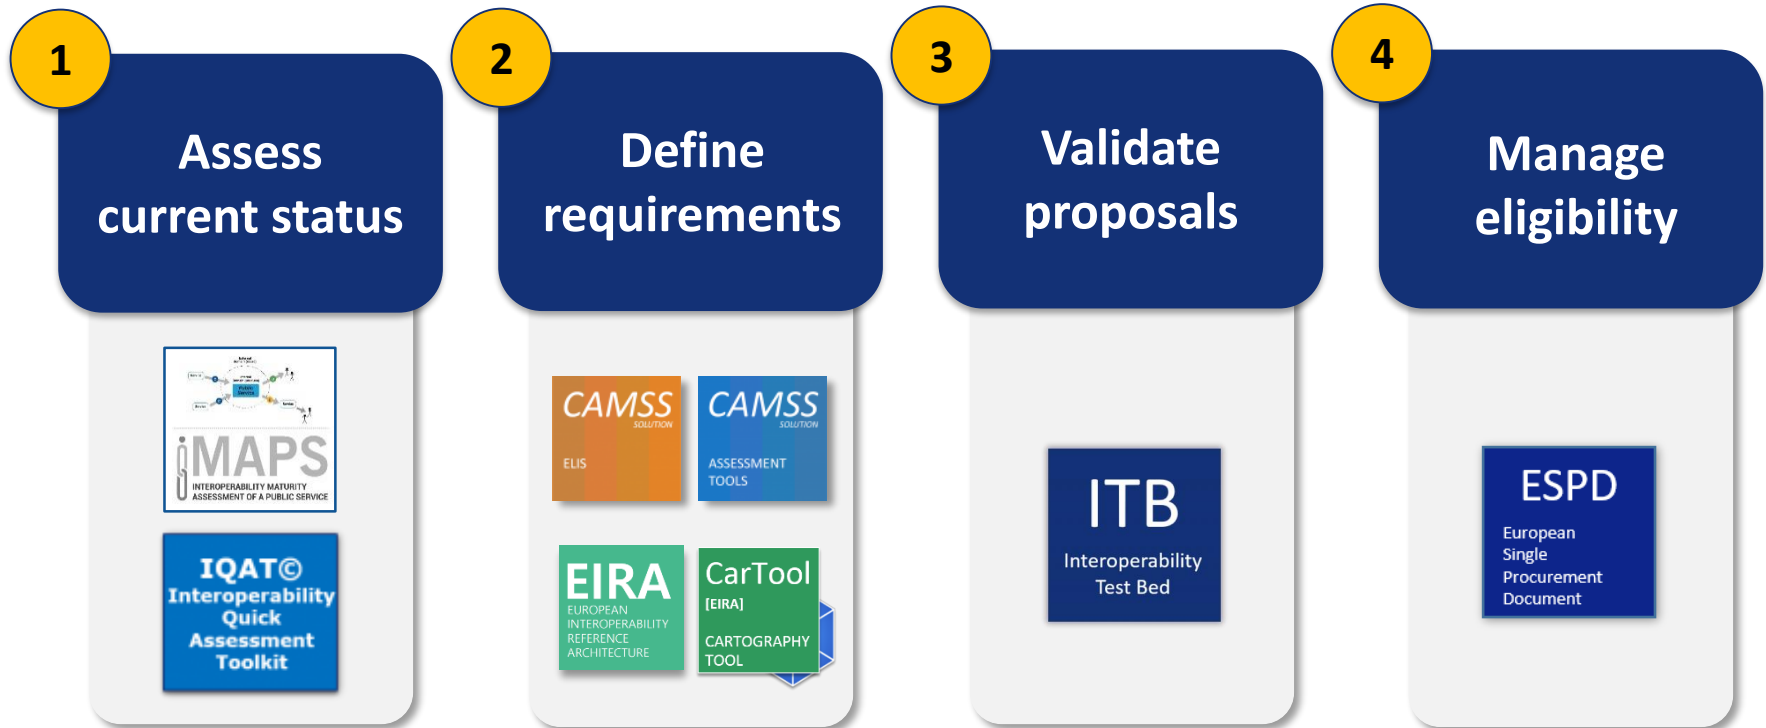 1
Assess
current status
iMAPS
INTEROPERABILITY MATURITY
ASSESSMENT OF A PUBLIC SERVICE
IQAT©
Interoperability
Quick
Assessment
Toolkit
2
Define
requirements
CAMSS
SOLUTION
ELIS
CAMSS
SOLUTION
ASSESSMENT
TOOLS
EIRA
EUROPEAN
INTEROPERABILITY
REFERENCE
ARCHITECTURE
CarTool
[EIRA]
CARTOGRAPHY
TOOL
3
Validate
proposals
ITB
Interoperability
Test Bed
4
Manage
eligibility
ESPD
European
Single
Procurement
Document